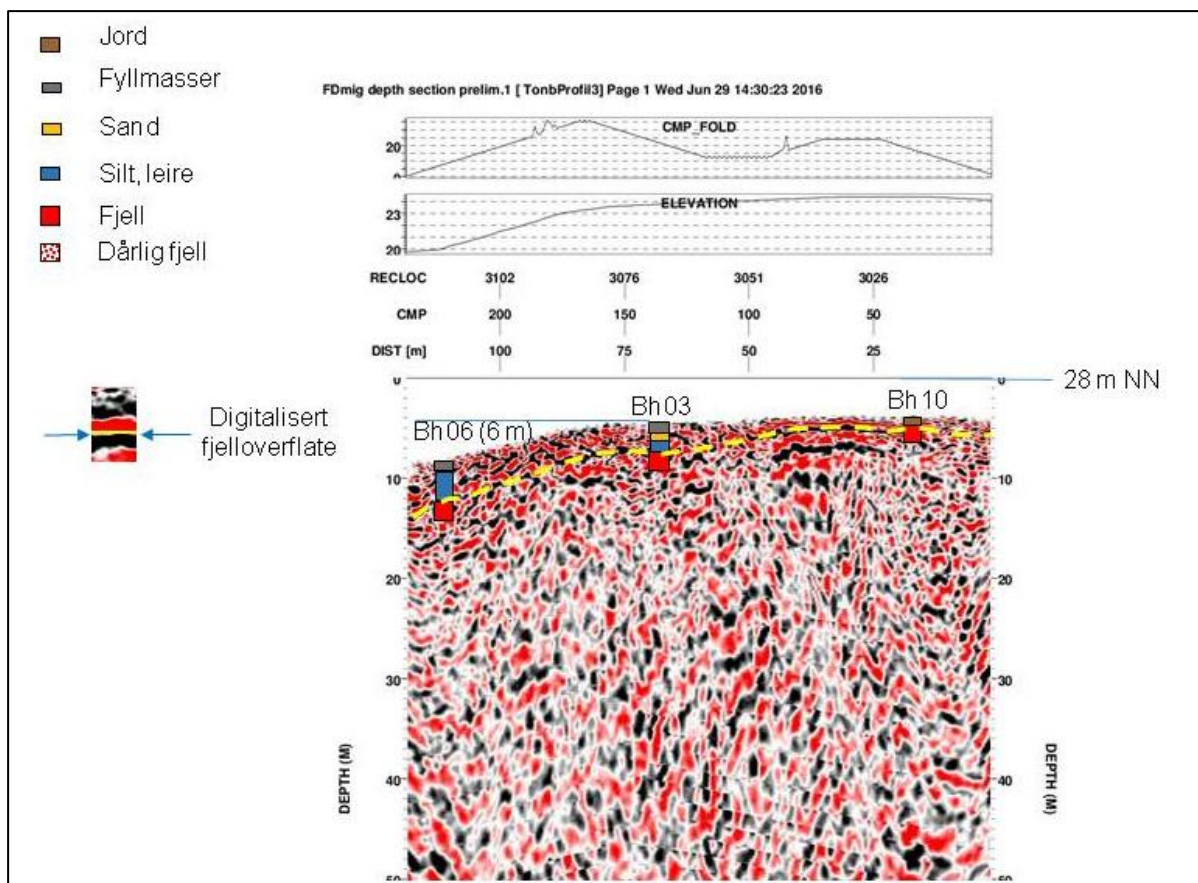 Jord
Fyllmasser
Sand
Silt, leire
Fjell
Dårlig fjell
FDmig depth section prelim.1 [ TonbProfil3] Page 1 Wed Jun 29 14:30:23 2016
CMP_FOLD
20
0
ELEVATION
23
20
RECLOC 3102 3076 3051 3026
CMP 200 150 100 50
DIST [m] 100 75 50 25
0 0
28 m NN
Digitalisert
fjelloverflate
Bh 06 (6 m)
Bh 03
Bh 10
10 10
20 20
30 30
40 40
50 50
DEPTH (M)
DEPTH (M)